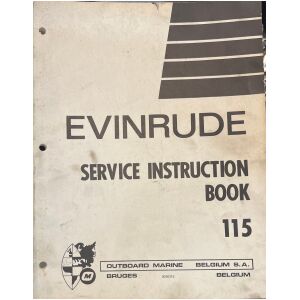 EVINRUDE
SERVICE INSTRUCTION
BOOK
115
M
OUTBOARD MARINE BELGIUM S.A.
BRUGES BELGIUM